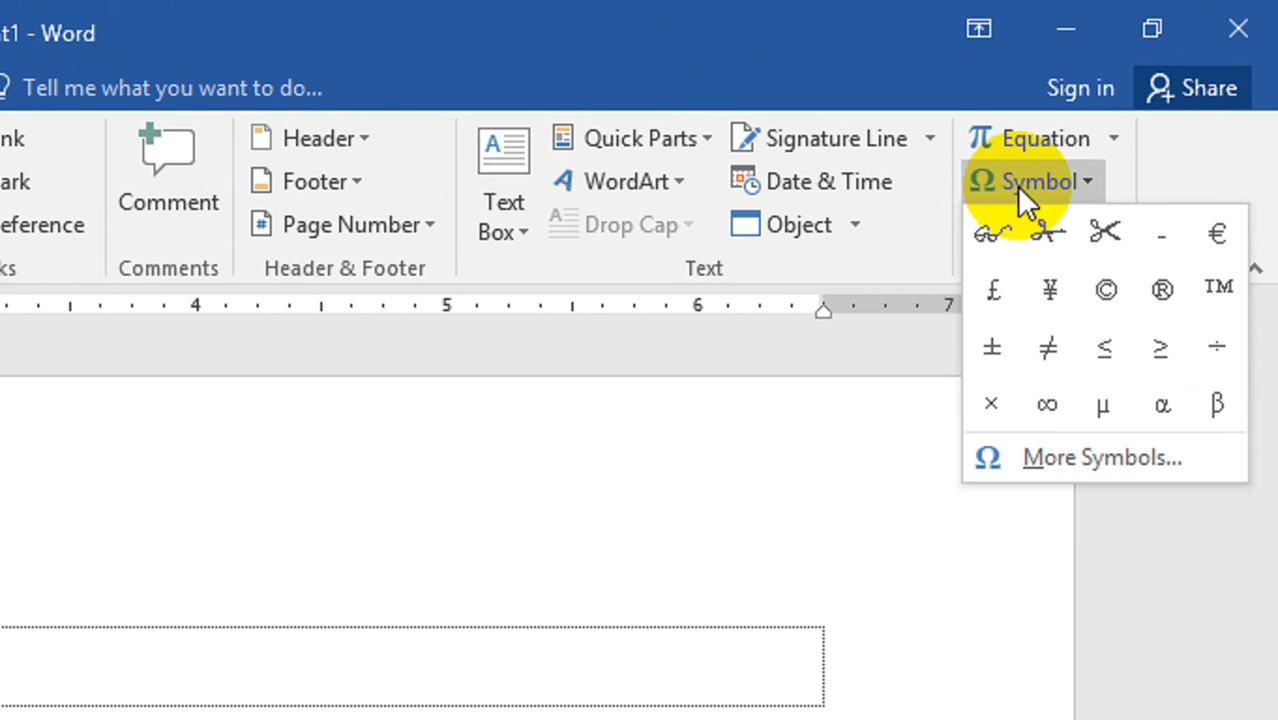 t1 - Word
Tell me what you want to do...
Sign in
Share
nk
ark
eference
ks
Comment
Comments
Header
Footer
Page Number
Header & Footer
Text
Box
Quick Parts
WordArt
Drop Cap
Signature Line
Date & Time
Object
Text
π Equation
Ω Symbol
- €
£ ¥ © ® ™
± ≠ ≤ ≥ ÷
× ∞ µ α β
Ω More Symbols...
4 5 6 7